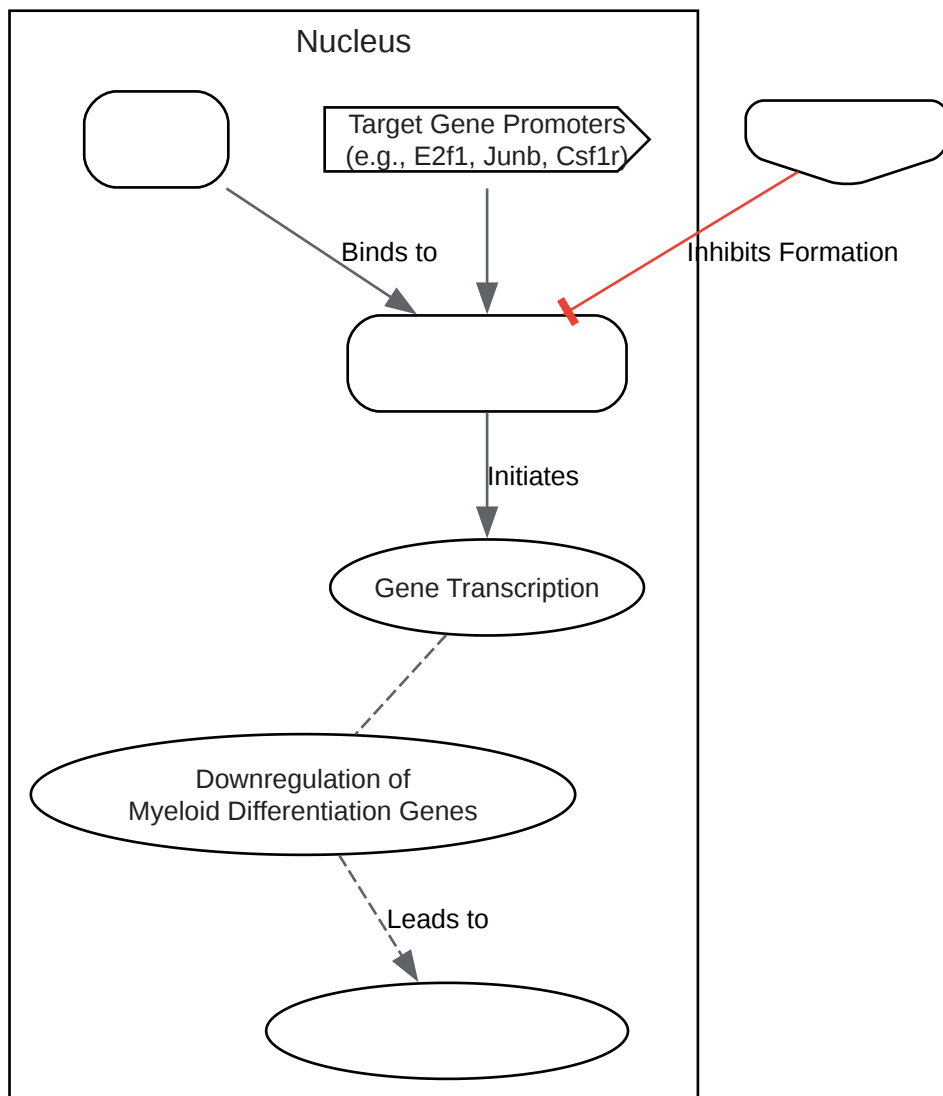 Nucleus
Target Gene Promoters
(e.g., E2f1, Junb, Csf1r)
Binds to
Inhibits Formation
Initiates
Gene Transcription
Downregulation of
Myeloid Differentiation Genes
Leads to